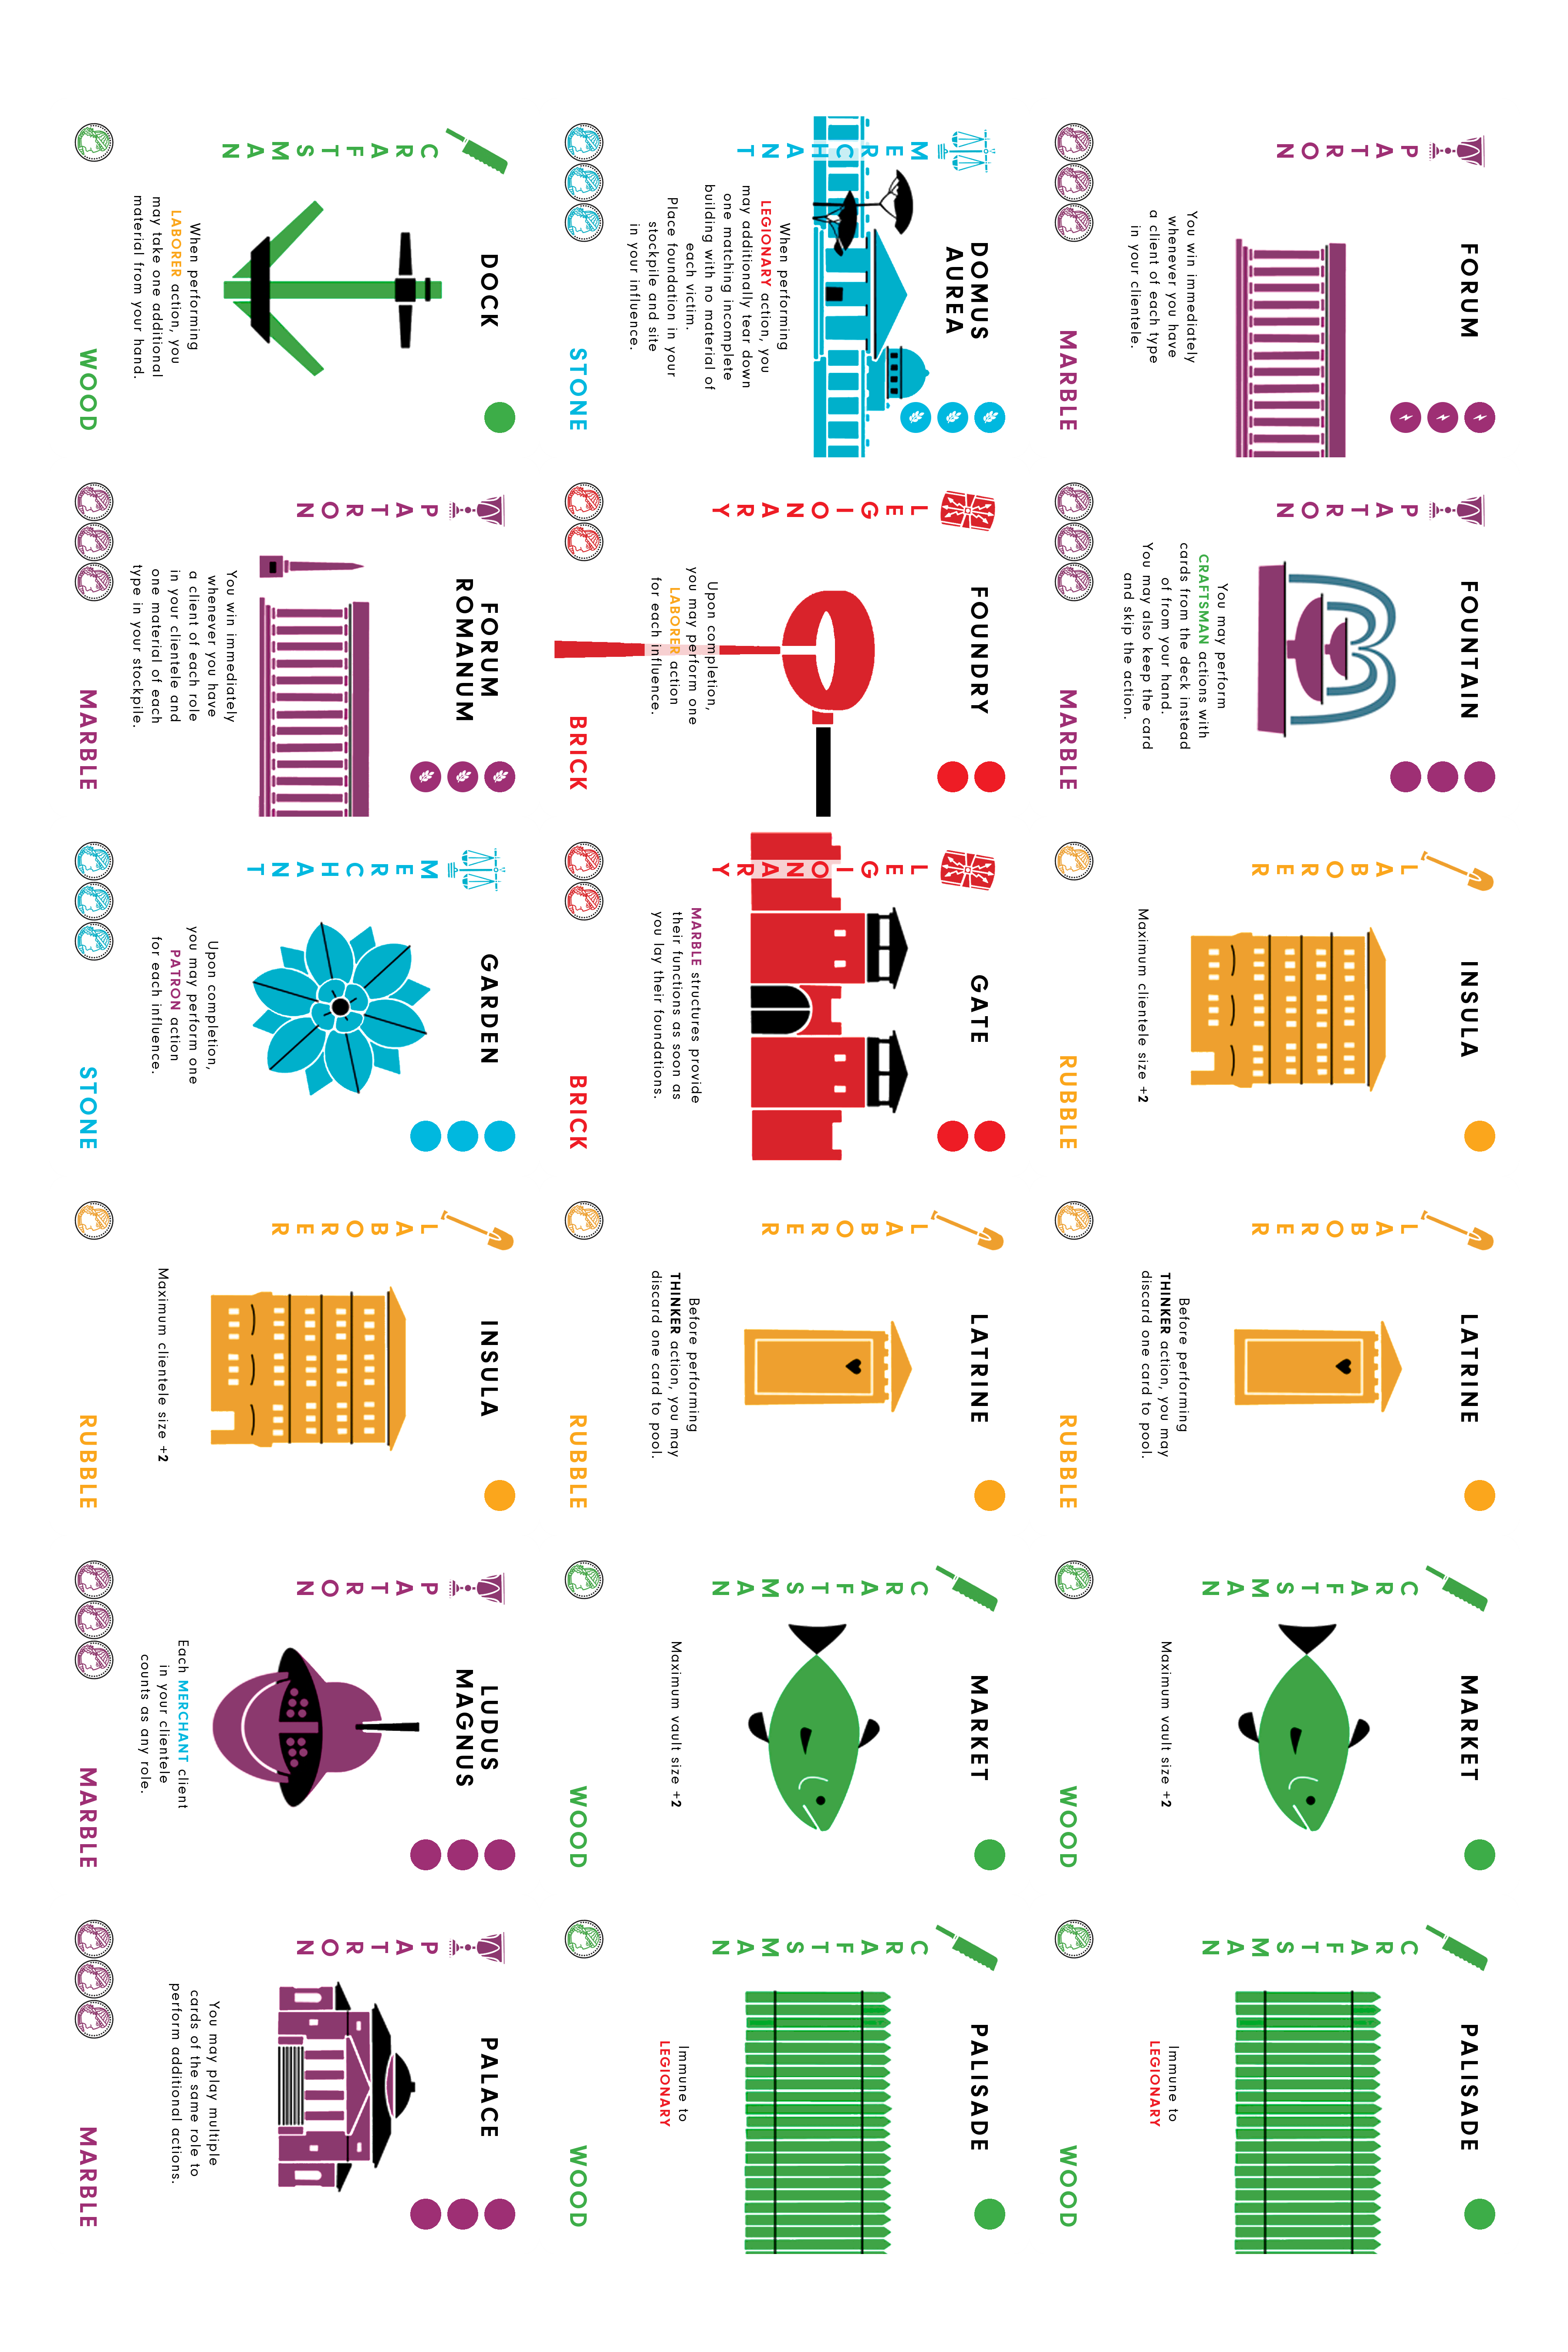 FORUM
PATRON
You win immediately
whenever you have
a client of each type
in your clientele.
MARBLE
FOUNTAIN
PATRON
You may perform
CRAFTSMAN actions with
cards from the deck instead
of from your hand.
You may also keep the card
and skip the action.
MARBLE
INSULA
LABORER
Maximum clientele size +2
RUBBLE
LATRINE
LABORER
Before performing
THINKER action, you may
discard one card to pool.
RUBBLE
MARKET
CRAFTSMAN
Maximum vault size +2
WOOD
PALISADE
CRAFTSMAN
Immune to
LEGIONARY
WOOD
DOMUS
AUREA
MERCHANT
When performing
LEGIONARY action, you
may additionally tear down
one matching incomplete
building with no material of
each victim.
Place foundation in your
stockpile and site
in your influence.
STONE
FOUNDRY
LEGIONARY
Upon completion,
you may perform one
LABORER action
for each influence.
BRICK
GATE
LEGIONARY
MARBLE structures provide
their functions as soon as
you lay their foundations.
BRICK
LATRINE
LABORER
Before performing
THINKER action, you may
discard one card to pool.
RUBBLE
MARKET
CRAFTSMAN
Maximum vault size +2
WOOD
PALISADE
CRAFTSMAN
Immune to
LEGIONARY
WOOD
DOCK
CRAFTSMAN
When performing
LABORER action, you
may take one additional
material from your hand.
WOOD
FORUM
ROMANUM
PATRON
You win immediately
whenever you have
a client of each role
in your clientele and
one material of each
type in your stockpile.
MARBLE
GARDEN
MERCHANT
Upon completion,
you may perform one
PATRON action
for each influence.
STONE
INSULA
LABORER
Maximum clientele size +2
RUBBLE
LUDUS
MAGNUS
PATRON
Each MERCHANT client
in your clientele
counts as any role.
MARBLE
PALACE
PATRON
You may play multiple
cards of the same role to
perform additional actions.
MARBLE